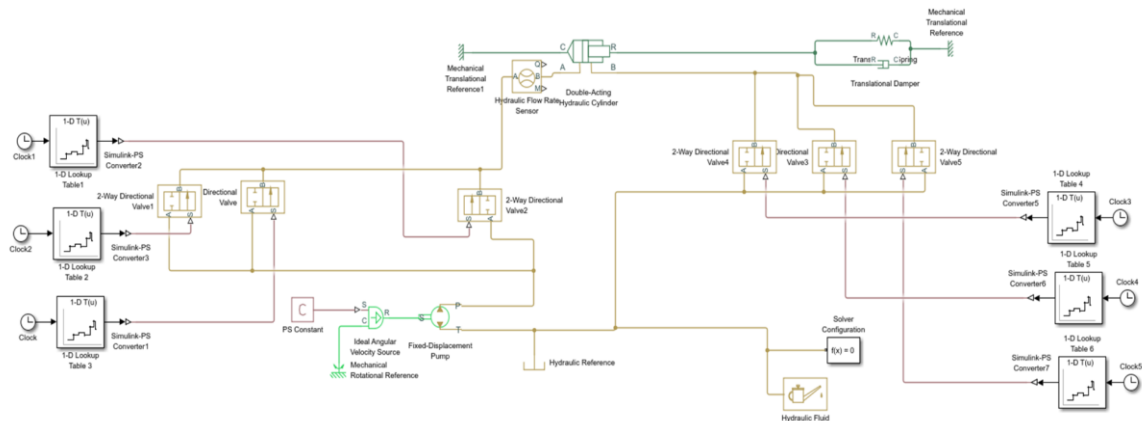 Mechanical
Translational
Reference
C
R
R
C
Mechanical
Translational
Reference1
A
B
Q
A
B
M
Trans
R
C
pring
Translational Damper
Hydraulic Flow Rate
Sensor
Double-Acting
Hydraulic Cylinder
1-D T(u)
Clock1
Simulink-PS
Converter2
1-D Lookup
Table1
2-Way Directional
Valve1
B
A
S
Directional
Valve
B
A
S
B
S
A
2-Way Directional
Valve2
2-Way Directional
Valve4
B
A
S
Directional
Valve3
B
A
S
2-Way Directional
Valve5
B
S
A
1-D T(u)
Clock2
Simulink-PS
Converter3
1-D Lookup
Table 2
1-D Lookup
Table 4
Simulink-PS
Converter5
1-D T(u)
Clock3
1-D T(u)
Clock
Simulink-PS
Converter1
1-D Lookup
Table 3
C
PS Constant
S
C
R
Ideal Angular
Velocity Source
S
P
T
Fixed-Displacement
Pump
Mechanical
Rotational Reference
Hydraulic Reference
Solver
Configuration
f(x) = 0
Hydraulic Fluid
1-D Lookup
Table 5
Simulink-PS
Converter6
1-D T(u)
Clock4
1-D Lookup
Table 6
Simulink-PS
Converter7
1-D T(u)
Clock5